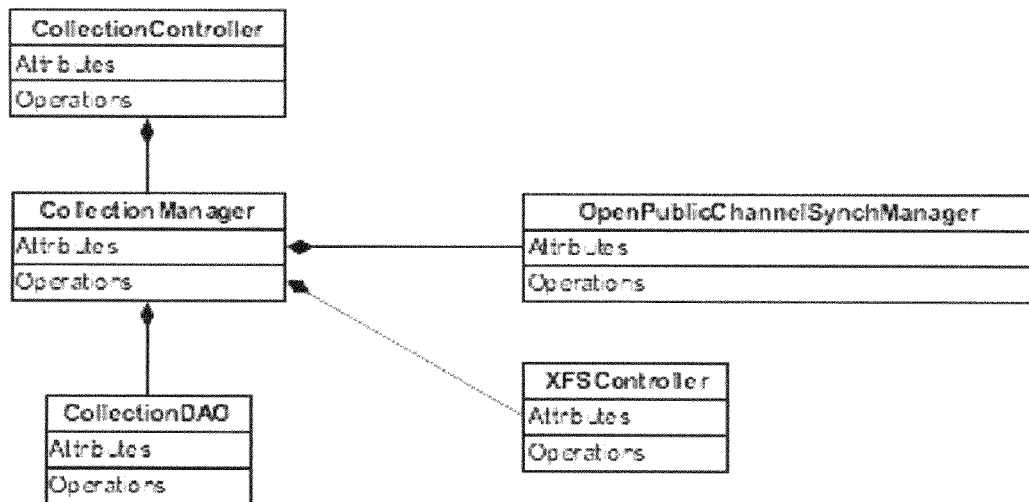 CollectionController
Attributes
Operations
CollectionManager
Attributes
Operations
OpenPublicChannelSynchManager
Attributes
Operations
CollectionDAO
Attributes
Operations
XFSController
Attributes
Operations